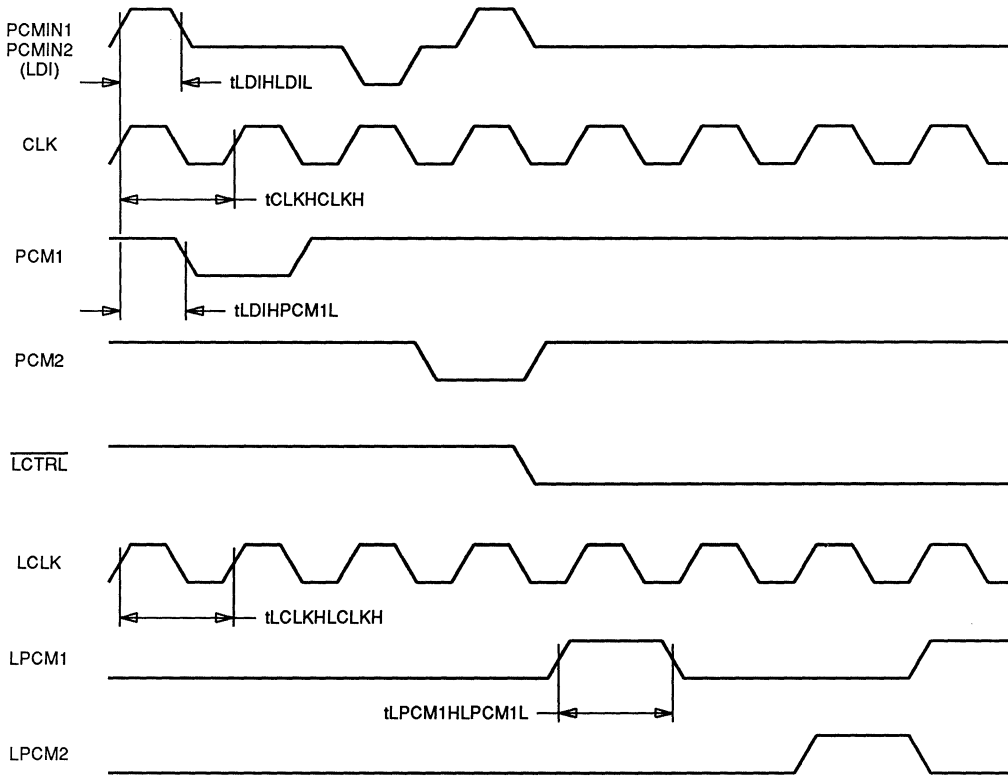 PCMIN1
PCMIN2
(LDI)
tLDIHLDIL
CLK
tCLKHCLKH
PCM1
tLDIHPCM1L
PCM2
LCTRL
LCLK
tLCLKHLCLKH
LPCM1
tLPCM1HLPCM1L
LPCM2